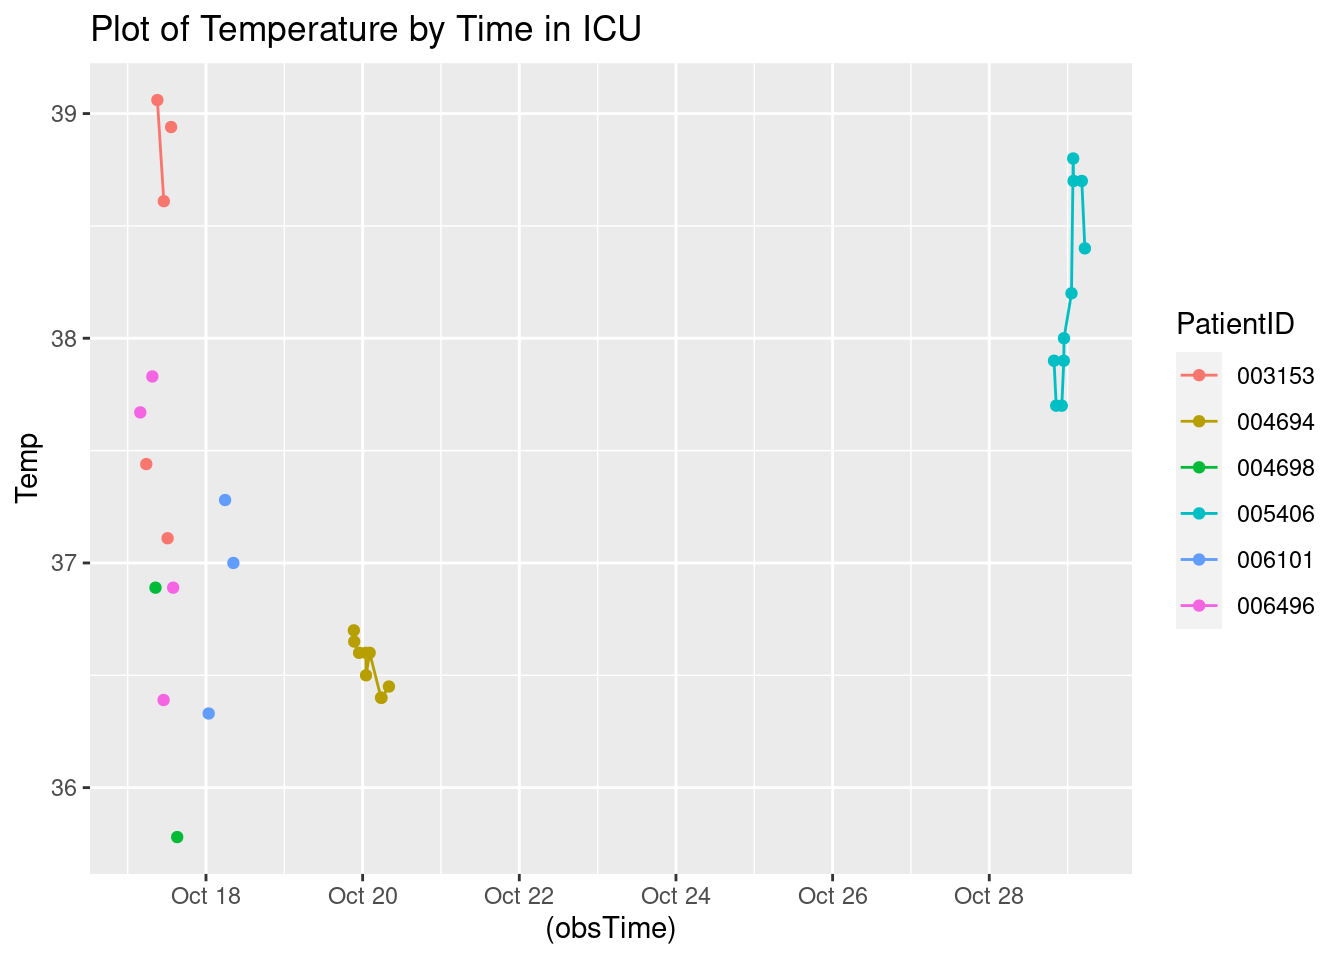 Plot of Temperature by Time in ICU
39
38
37
36
Temp
Oct 18
Oct 20
Oct 22
Oct 24
Oct 26
Oct 28
(obsTime)
PatientID
003153
004694
004698
005406
006101
006496